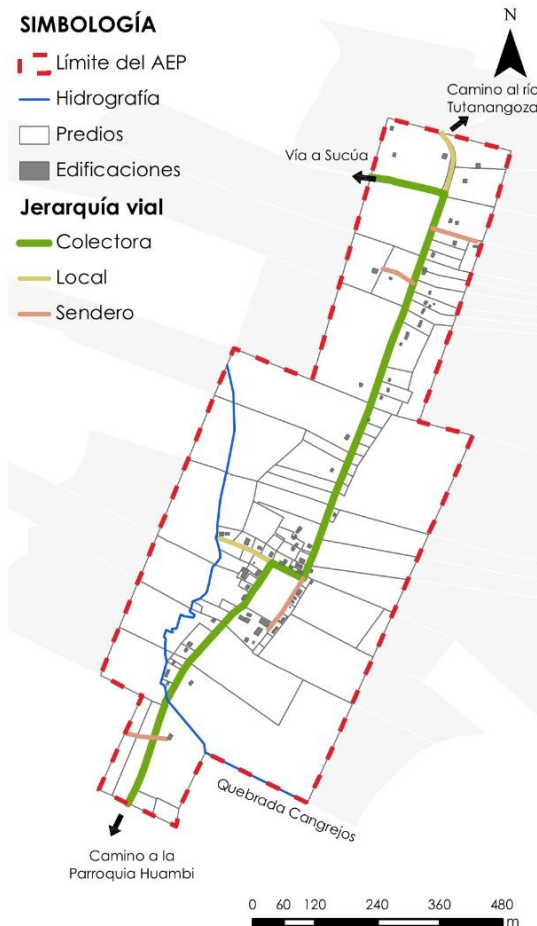 SIMBOLOGÍA
Límite del AEP
Hidrografía
Predios
Edificaciones
Jerarquía vial
Colectora
Local
Sendero
N
Camino al río
Tutanangoza
Vía a Sucúa
Quebrada Cangrejos
Camino a la
Parroquia Huambi
0 60 120 240 360 480
m